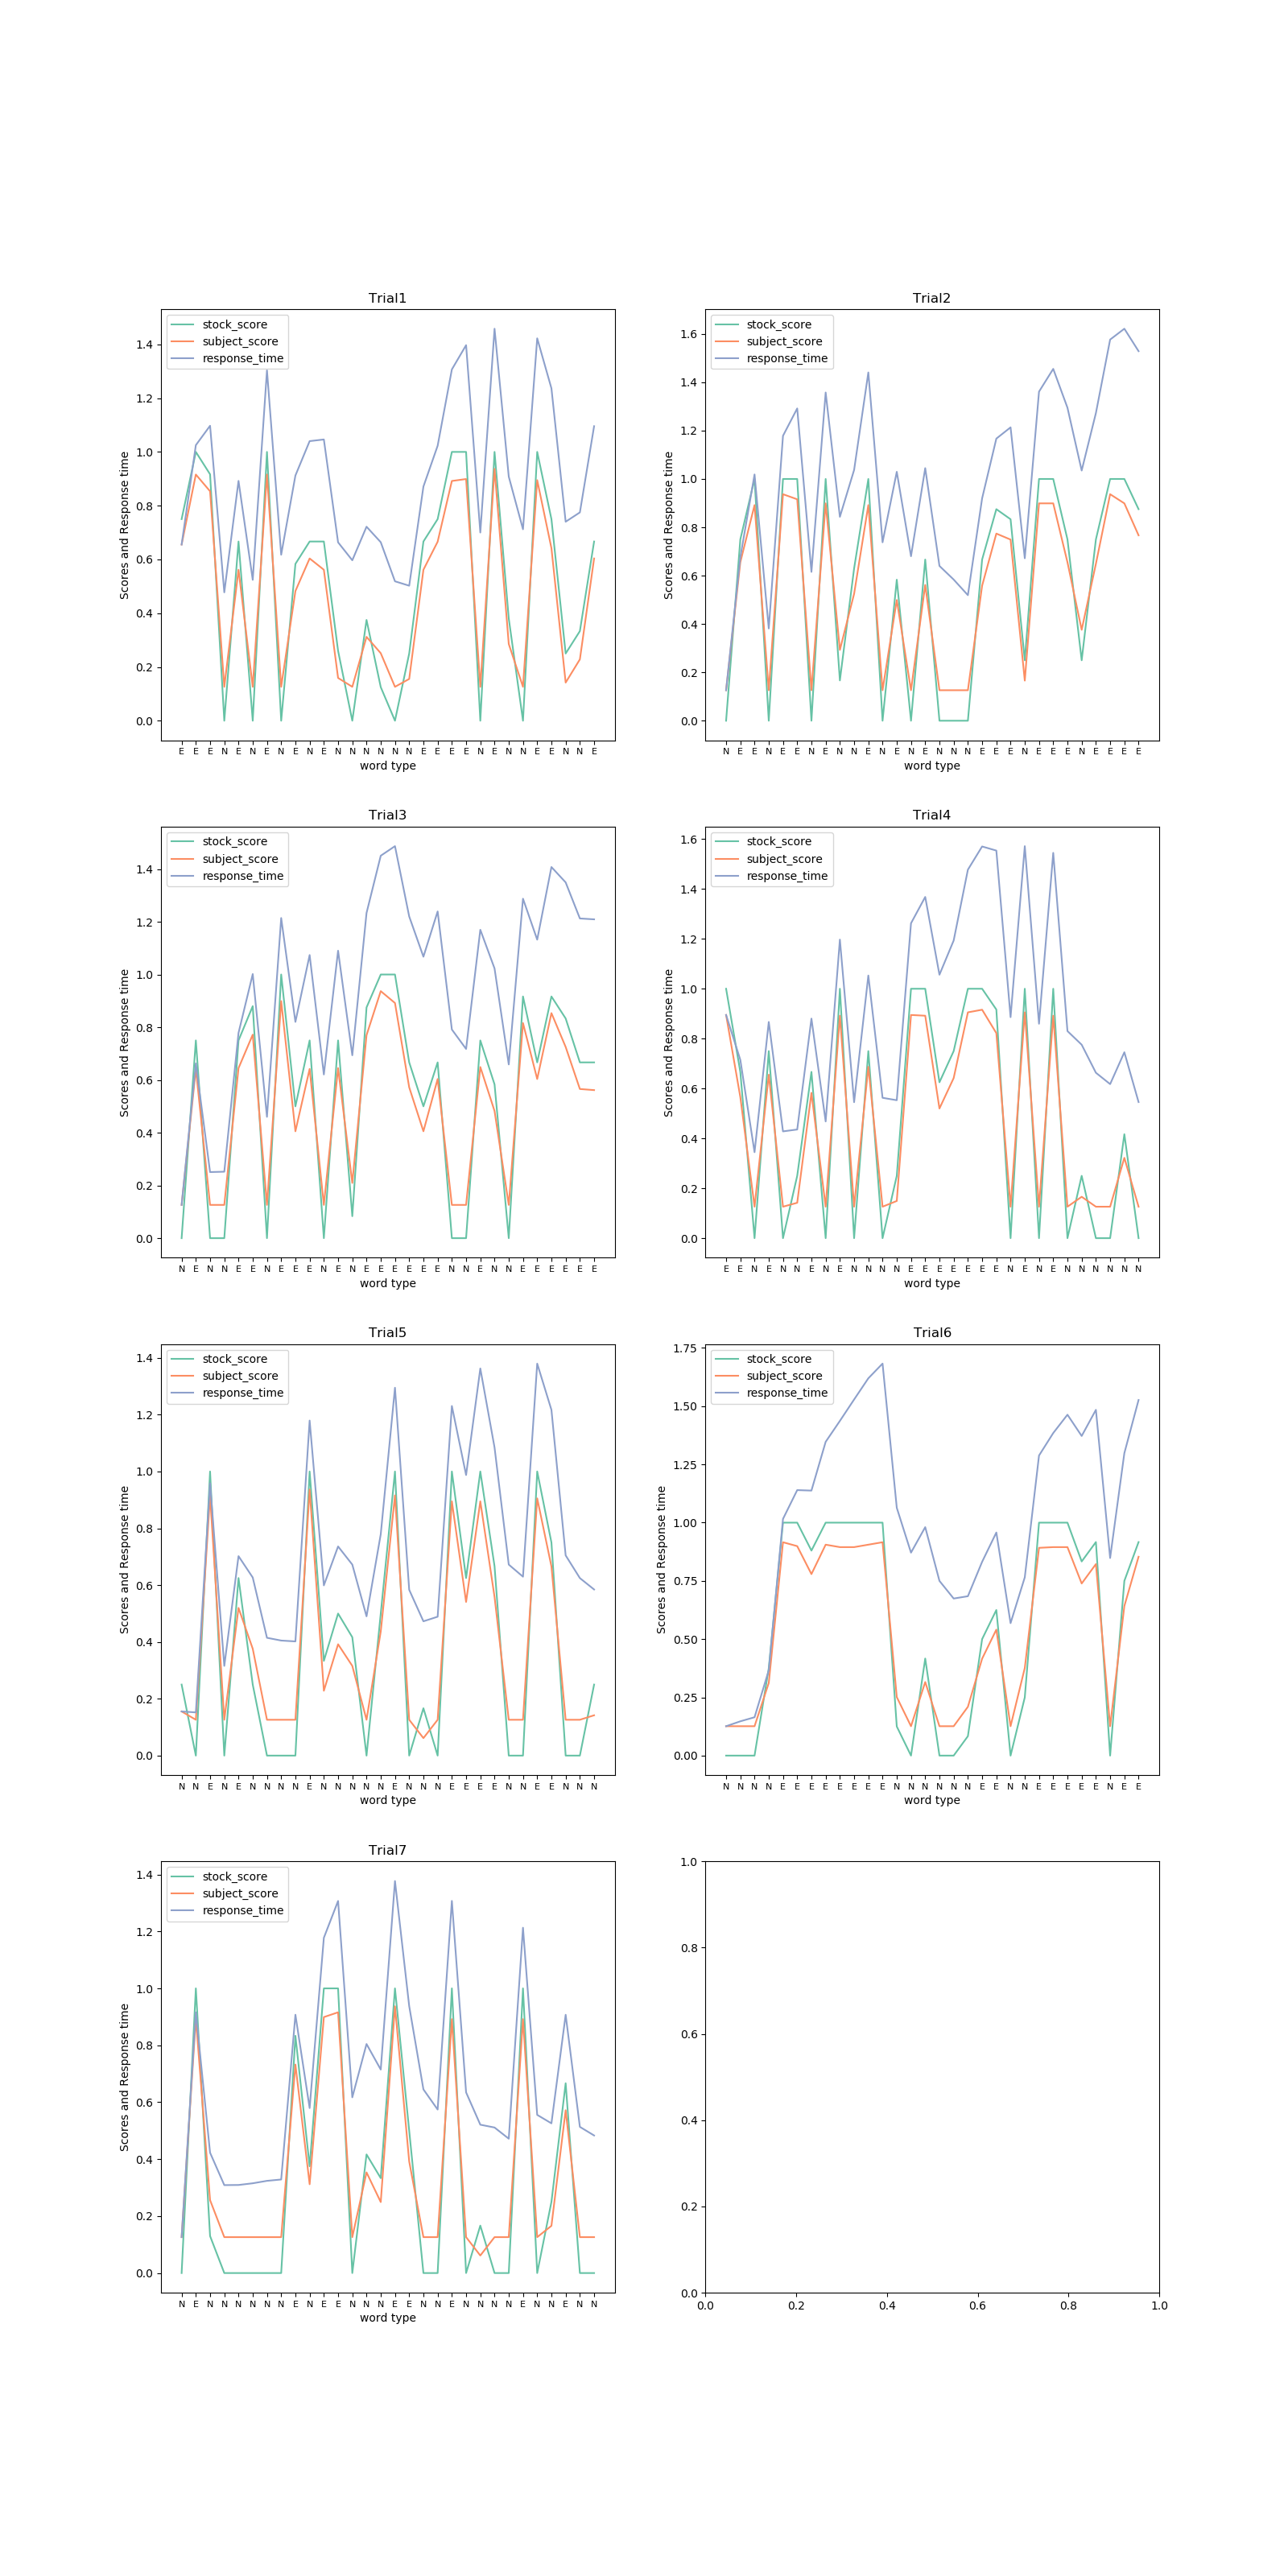 Trial1
stock_score
subject_score
response_time
1.4
1.2
1.0
0.8
0.6
0.4
0.2
0.0
Scores and Response time
E E E N E N E N E N E N N N N N N E E E E N E N N E E N N E
word type
Trial2
stock_score
subject_score
response_time
1.6
1.4
1.2
1.0
0.8
0.6
0.4
0.2
0.0
Scores and Response time
N E E N E E N E N N E N E N E N N N E E E N E E E N E E E E
word type
Trial3
stock_score
subject_score
response_time
1.4
1.2
1.0
0.8
0.6
0.4
0.2
0.0
Scores and Response time
N E N N E E N E E E N E N E E E E E E N N E N N E E E E E E
word type
Trial4
stock_score
subject_score
response_time
1.6
1.4
1.2
1.0
0.8
0.6
0.4
0.2
0.0
Scores and Response time
E E N E N N E N E N E N N E E E E E E E N E N E N N N N N N
word type
Trial5
stock_score
subject_score
response_time
1.4
1.2
1.0
0.8
0.6
0.4
0.2
0.0
Scores and Response time
N N E N E N N N N E N N N N N E N N N E E E E N N E E N N N
word type
Trial6
stock_score
subject_score
response_time
1.75
1.50
1.25
1.00
0.75
0.50
0.25
0.00
Scores and Response time
N N N N E E E E E E E E N N N N N N E E N N E E E E E N E E
word type
Trial7
stock_score
subject_score
response_time
1.4
1.2
1.0
0.8
0.6
0.4
0.2
0.0
Scores and Response time
N E N N N N N N E N E E N N N E E N N E N N N N E N N E N N
word type
1.0
0.8
0.6
0.4
0.2
0.0
0.0 0.2 0.4 0.6 0.8 1.0